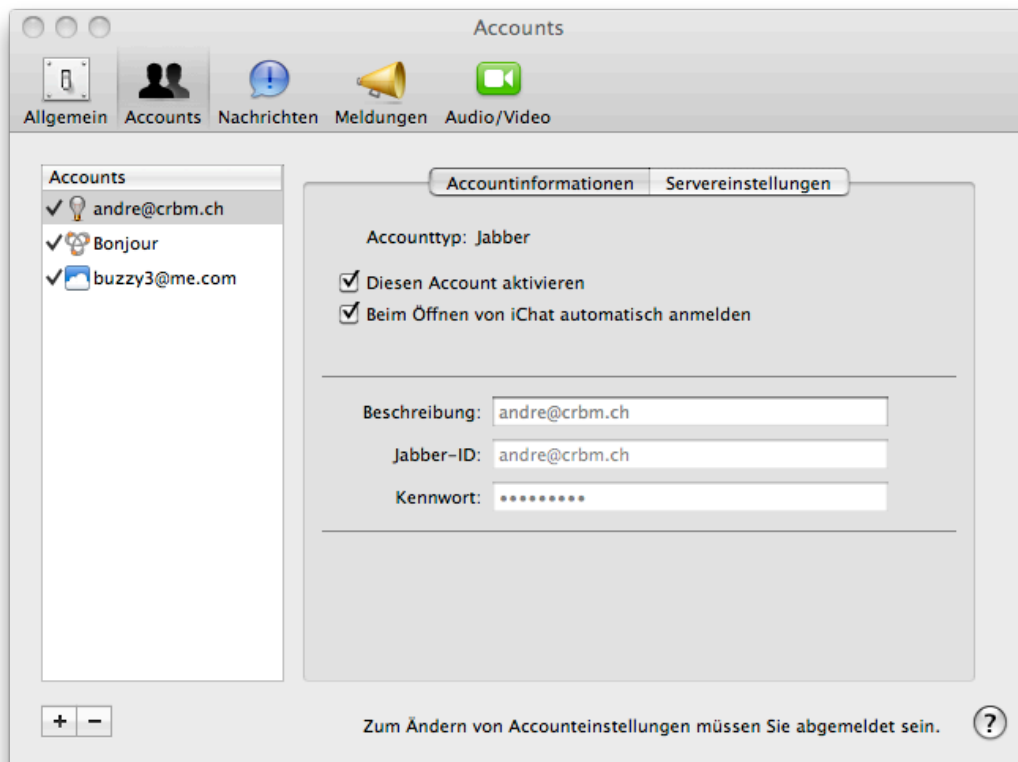 Accounts
Allgemein Accounts Nachrichten Meldungen Audio/Video
Accounts
andre@crbm.ch
Bonjour
buzzy3@me.com
Accountinformationen Servereinstellungen
Accounttyp: Jabber
Diesen Account aktivieren
Beim Öffnen von iChat automatisch anmelden
Beschreibung: andre@crbm.ch
Jabber-ID: andre@crbm.ch
Kennwort: •••••••••
+ −
Zum Ändern von Accounteinstellungen müssen Sie abgemeldet sein. ?